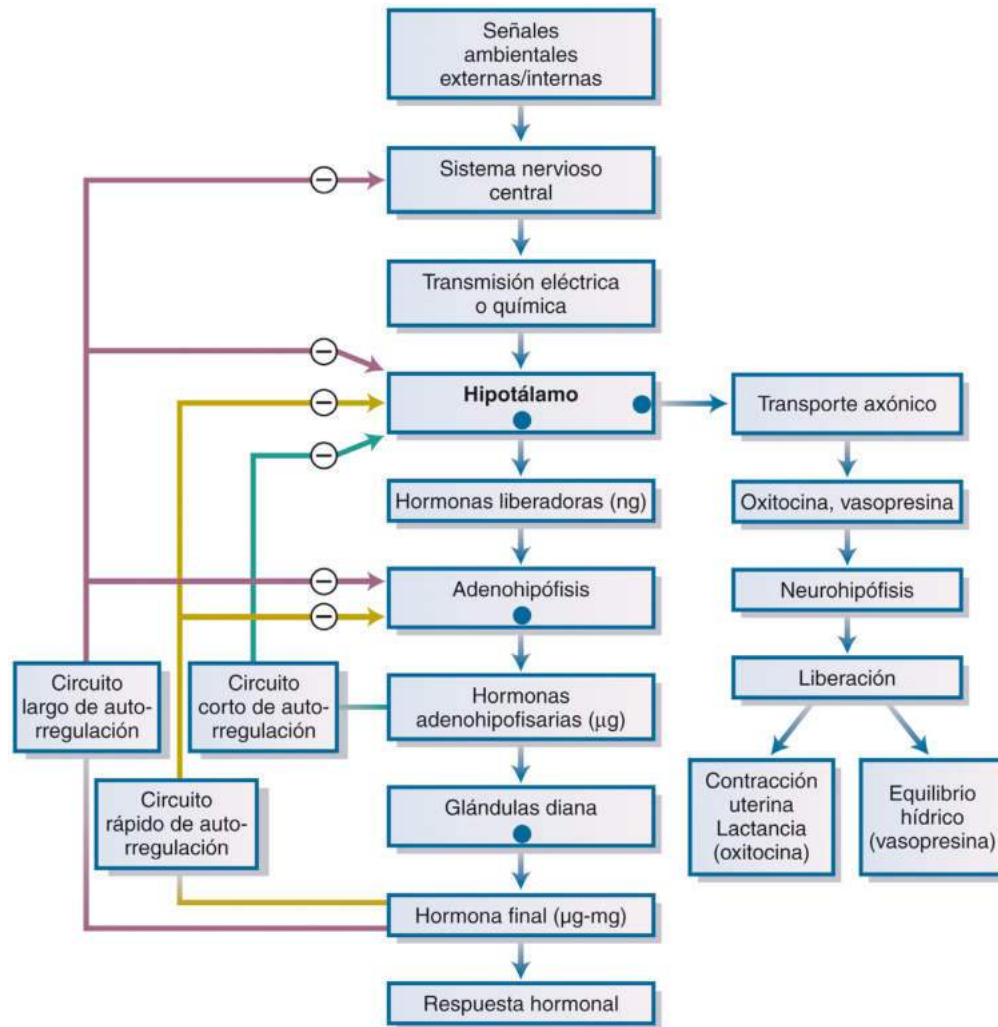 Señales
ambientales
externas/internas
Sistema nervioso
central
Transmisión eléctrica
o química
Hipotálamo
Transporte axónico
Hormonas liberadoras (ng)
Oxitocina, vasopresina
Adenohipófisis
Neurohipófisis
Circuito
largo de auto-
rregulación
Circuito
corto de auto-
rregulación
Hormonas
adenohipofisarias (μg)
Liberación
Circuito
rápido de auto-
rregulación
Glándulas diana
Contracción
uterina
Lactancia
(oxitocina)
Equilibrio
hídrico
(vasopresina)
Hormona final (μg-mg)
Respuesta hormonal